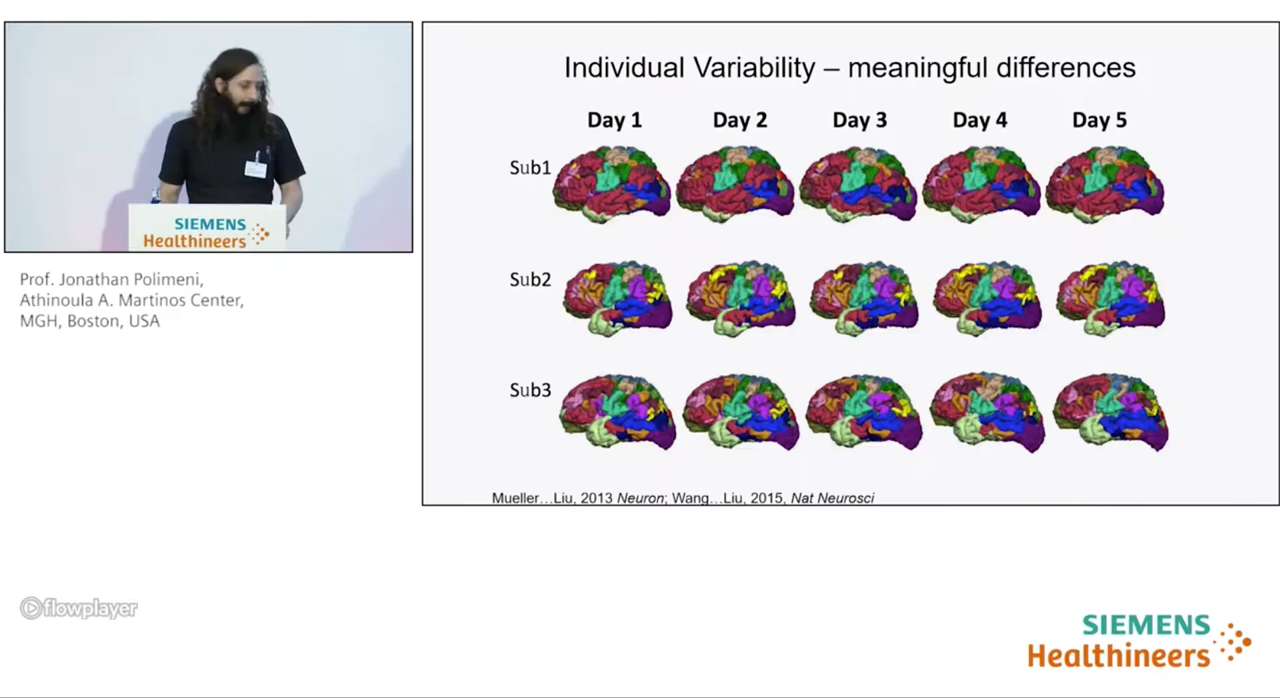 SIEMENS
Healthineers
Prof. Jonathan Polimeni,
Athinoula A. Martinos Center,
MGH, Boston, USA
Individual Variability – meaningful differences
Day 1 Day 2 Day 3 Day 4 Day 5
Sub1
Sub2
Sub3
Mueller…Liu, 2013 Neuron; Wang…Liu, 2015, Nat Neurosci
flowplayer
SIEMENS
Healthineers